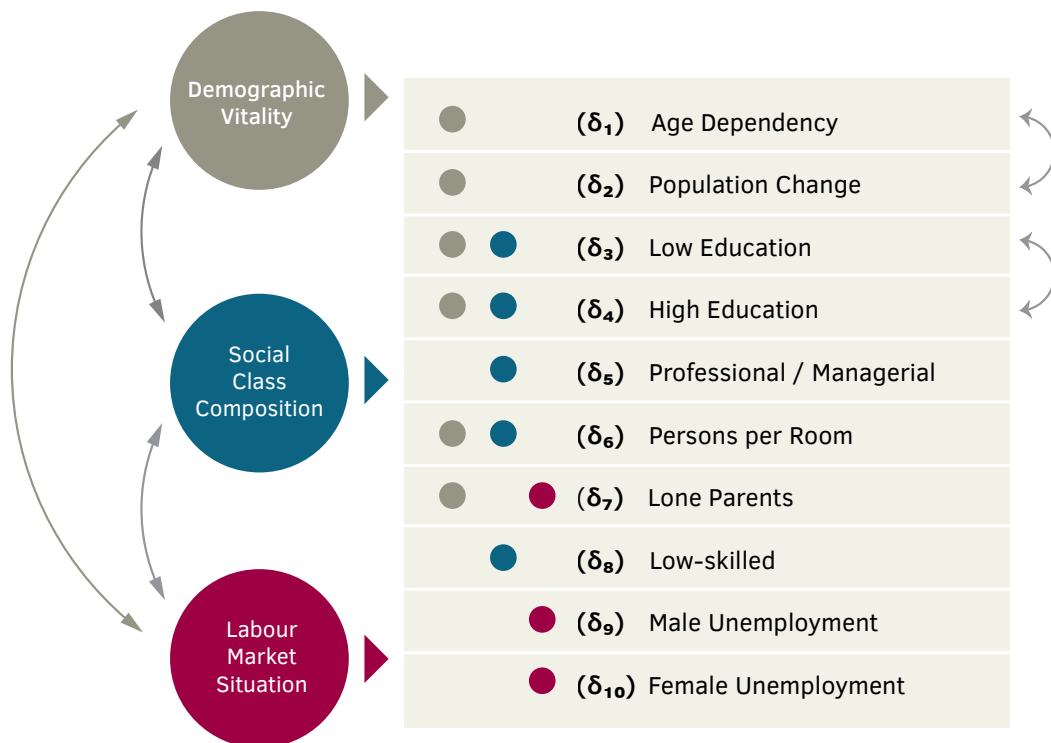 Demographic
Vitality
Social
Class
Composition
Labour
Market
Situation
(δ₁) Age Dependency
(δ₂) Population Change
(δ₃) Low Education
(δ₄) High Education
(δ₅) Professional / Managerial
(δ₆) Persons per Room
(δ₇) Lone Parents
(δ₈) Low-skilled
(δ₉) Male Unemployment
(δ₁₀) Female Unemployment